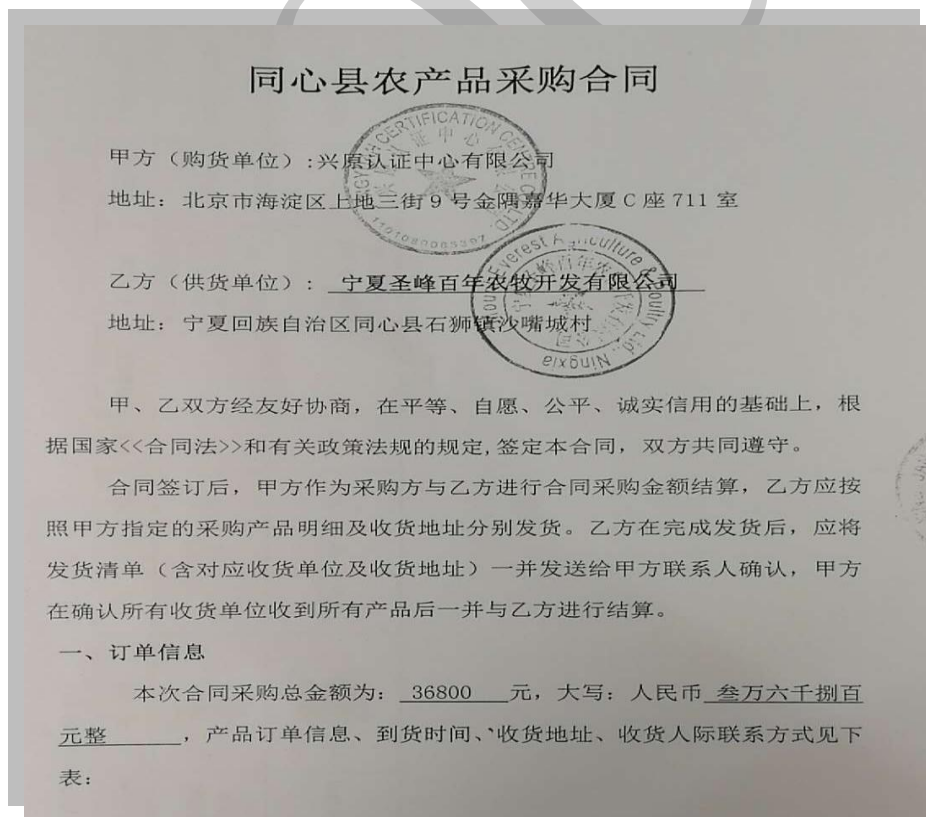 同心县农产品采购合同
甲方（购货单位）:兴原认证中心有限公司
地址：北京市海淀区上地三街9号金隅嘉华大厦C座711室
乙方（供货单位）：宁夏圣峰百年农牧开发有限公司
地址：宁夏回族自治区同心县石狮镇沙嘴城村
甲、乙双方经友好协商，在平等、自愿、公平、诚实信用的基础上，根
据国家<<合同法>>和有关政策法规的规定,签定本合同，双方共同遵守。
合同签订后，甲方作为采购方与乙方进行合同采购金额结算，乙方应按
照甲方指定的采购产品明细及收货地址分别发货。乙方在完成发货后，应将
发货清单（含对应收货单位及收货地址）一并发送给甲方联系人确认，甲方
在确认所有收货单位收到所有产品后一并与乙方进行结算。
一、订单信息
本次合同采购总金额为：36800元，大写：人民币叁万六千捌百
元整，产品订单信息、到货时间、收货地址、收货人际联系方式见下
表：